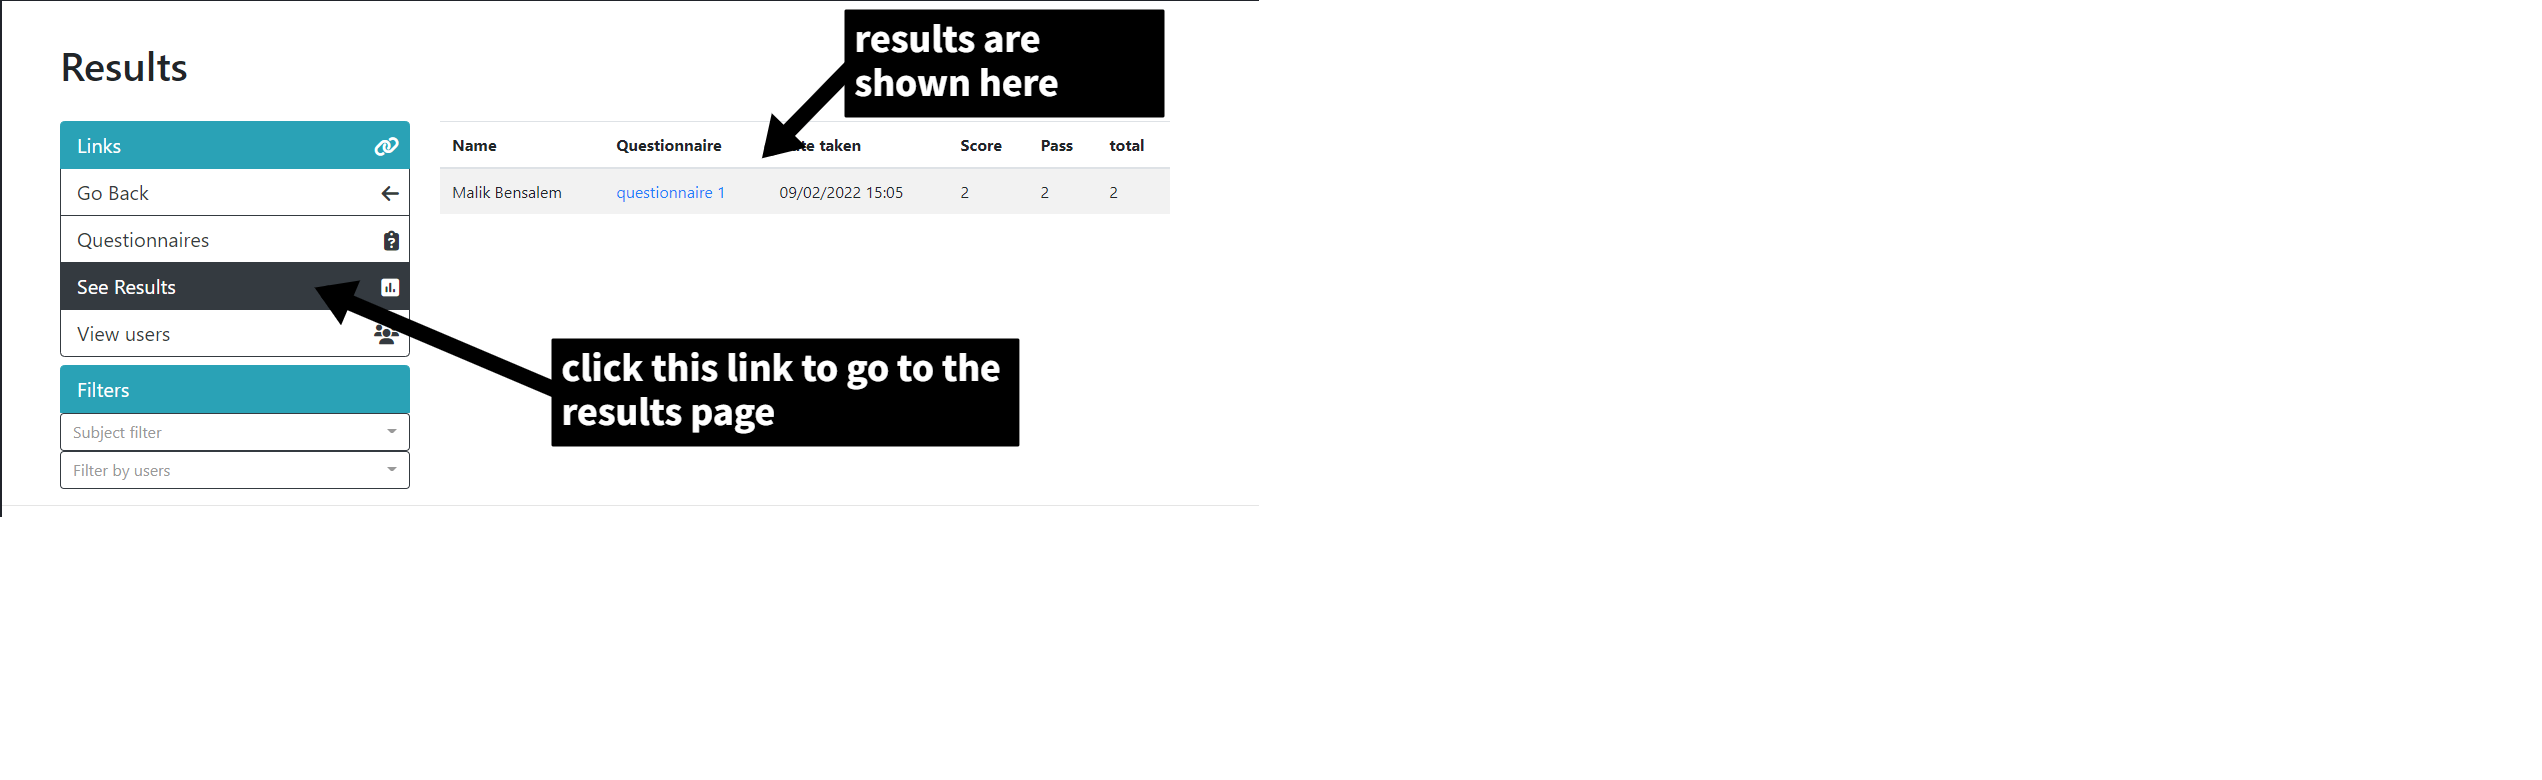 results are
shown here
Results
Links
Go Back
Questionnaires
See Results
View users
Filters
Subject filter
Filter by users
Name Questionnaire taken Score Pass total
Malik Bensalem questionnaire 1 09/02/2022 15:05 2 2 2
click this link to go to the
results page